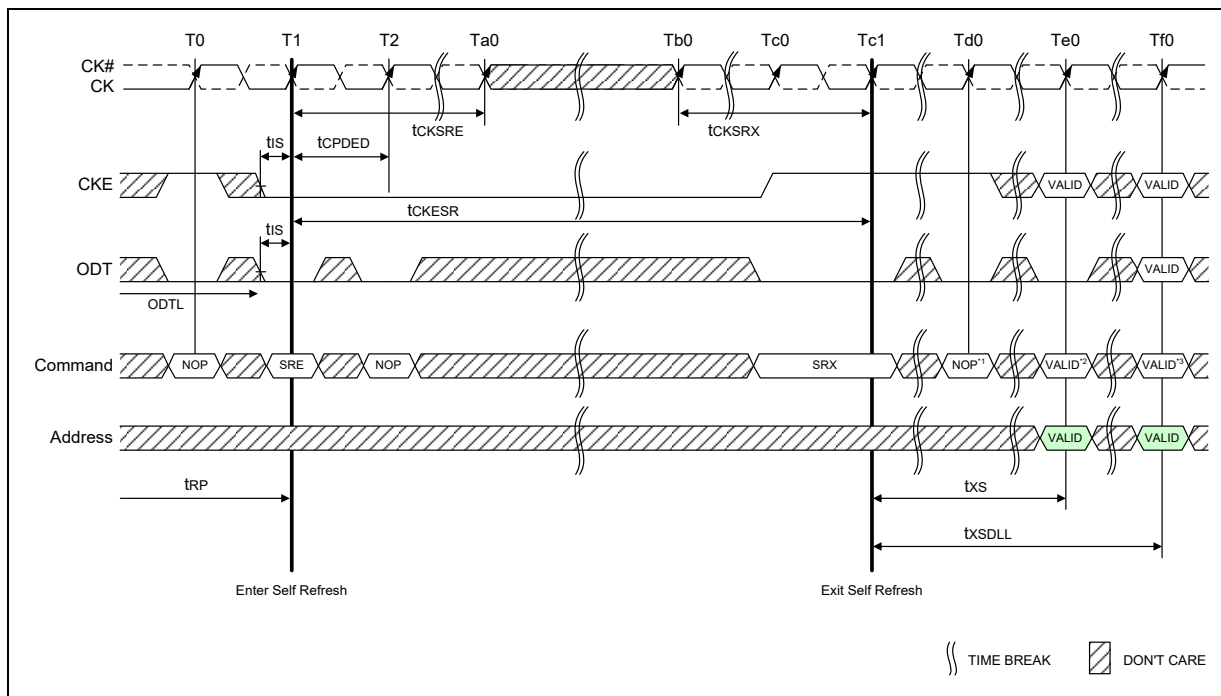 T0 T1 T2 Ta0 Tb0 Tc0 Tc1 Td0 Te0 Tf0
CK#
CK
tCKSRE tCKSRX
tIS tCPDED
CKE VALID VALID
tCKESR
tIS
ODT VALID
ODTL
Command NOP SRE NOP SRX NOP*1 VALID*2 VALID*3
Address VALID VALID
tRP tXS
tXSDLL
Enter Self Refresh Exit Self Refresh
TIME BREAK DON'T CARE